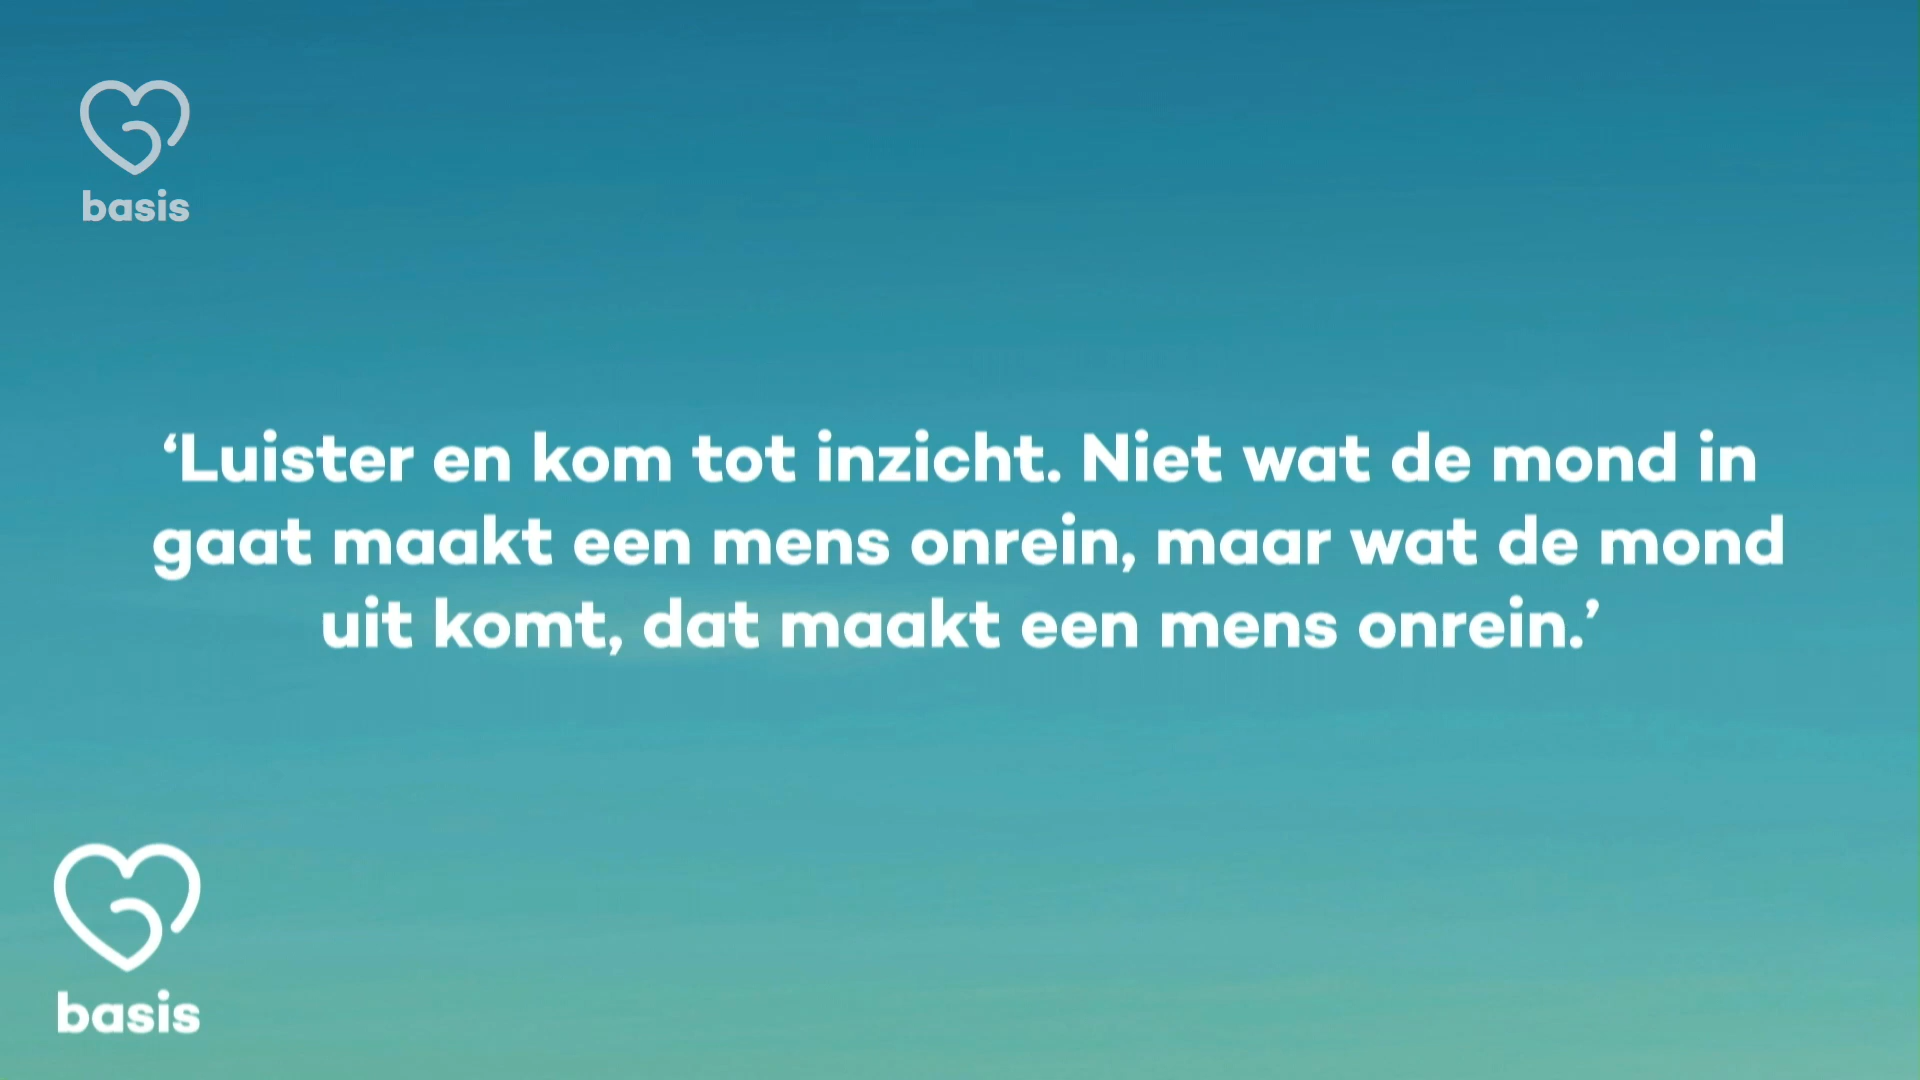 basis
‘Luister en kom tot inzicht. Niet wat de mond in
gaat maakt een mens onrein, maar wat de mond
uit komt, dat maakt een mens onrein.’
basis